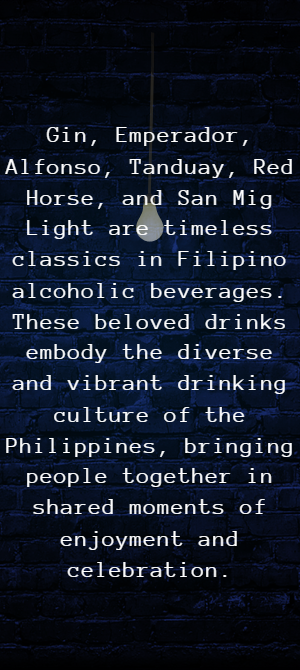 Gin, Emperador,
Alfonso, Tanduay, Red
Horse, and San Mig
Light are timeless
classics in Filipino
alcoholic beverages.
These beloved drinks
embody the diverse
and vibrant drinking
culture of the
Philippines, bringing
people together in
shared moments of
enjoyment and
celebration.